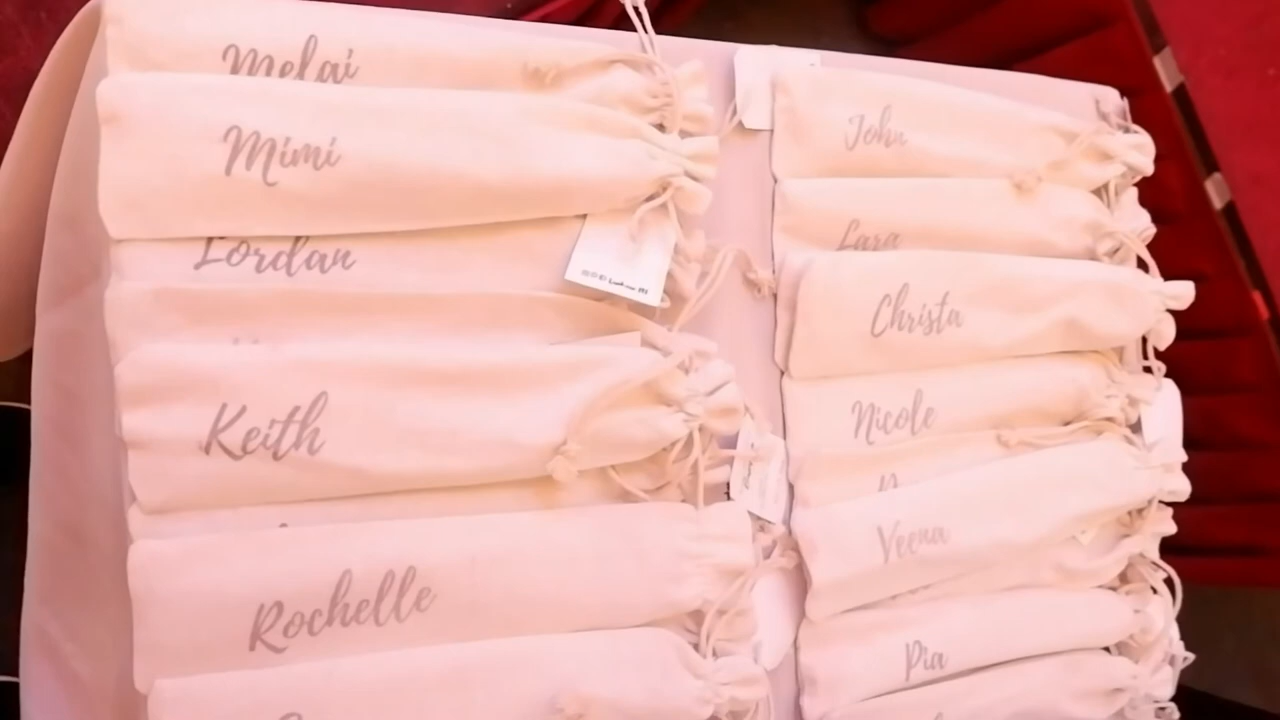 Melai
Mimi
Lordan
Keith
Rochelle
John
Lara
Christa
Nicole
Veena
Pia